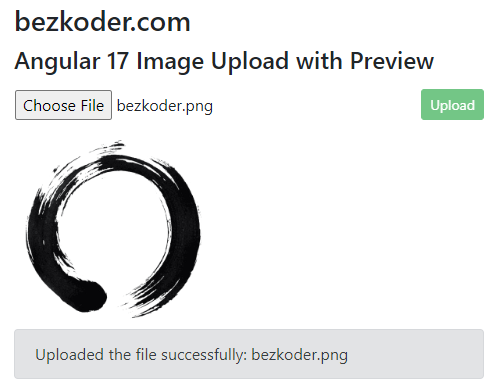 bezkoder.com
Angular 17 Image Upload with Preview
Choose File bezkoder.png Upload
Uploaded the file successfully: bezkoder.png